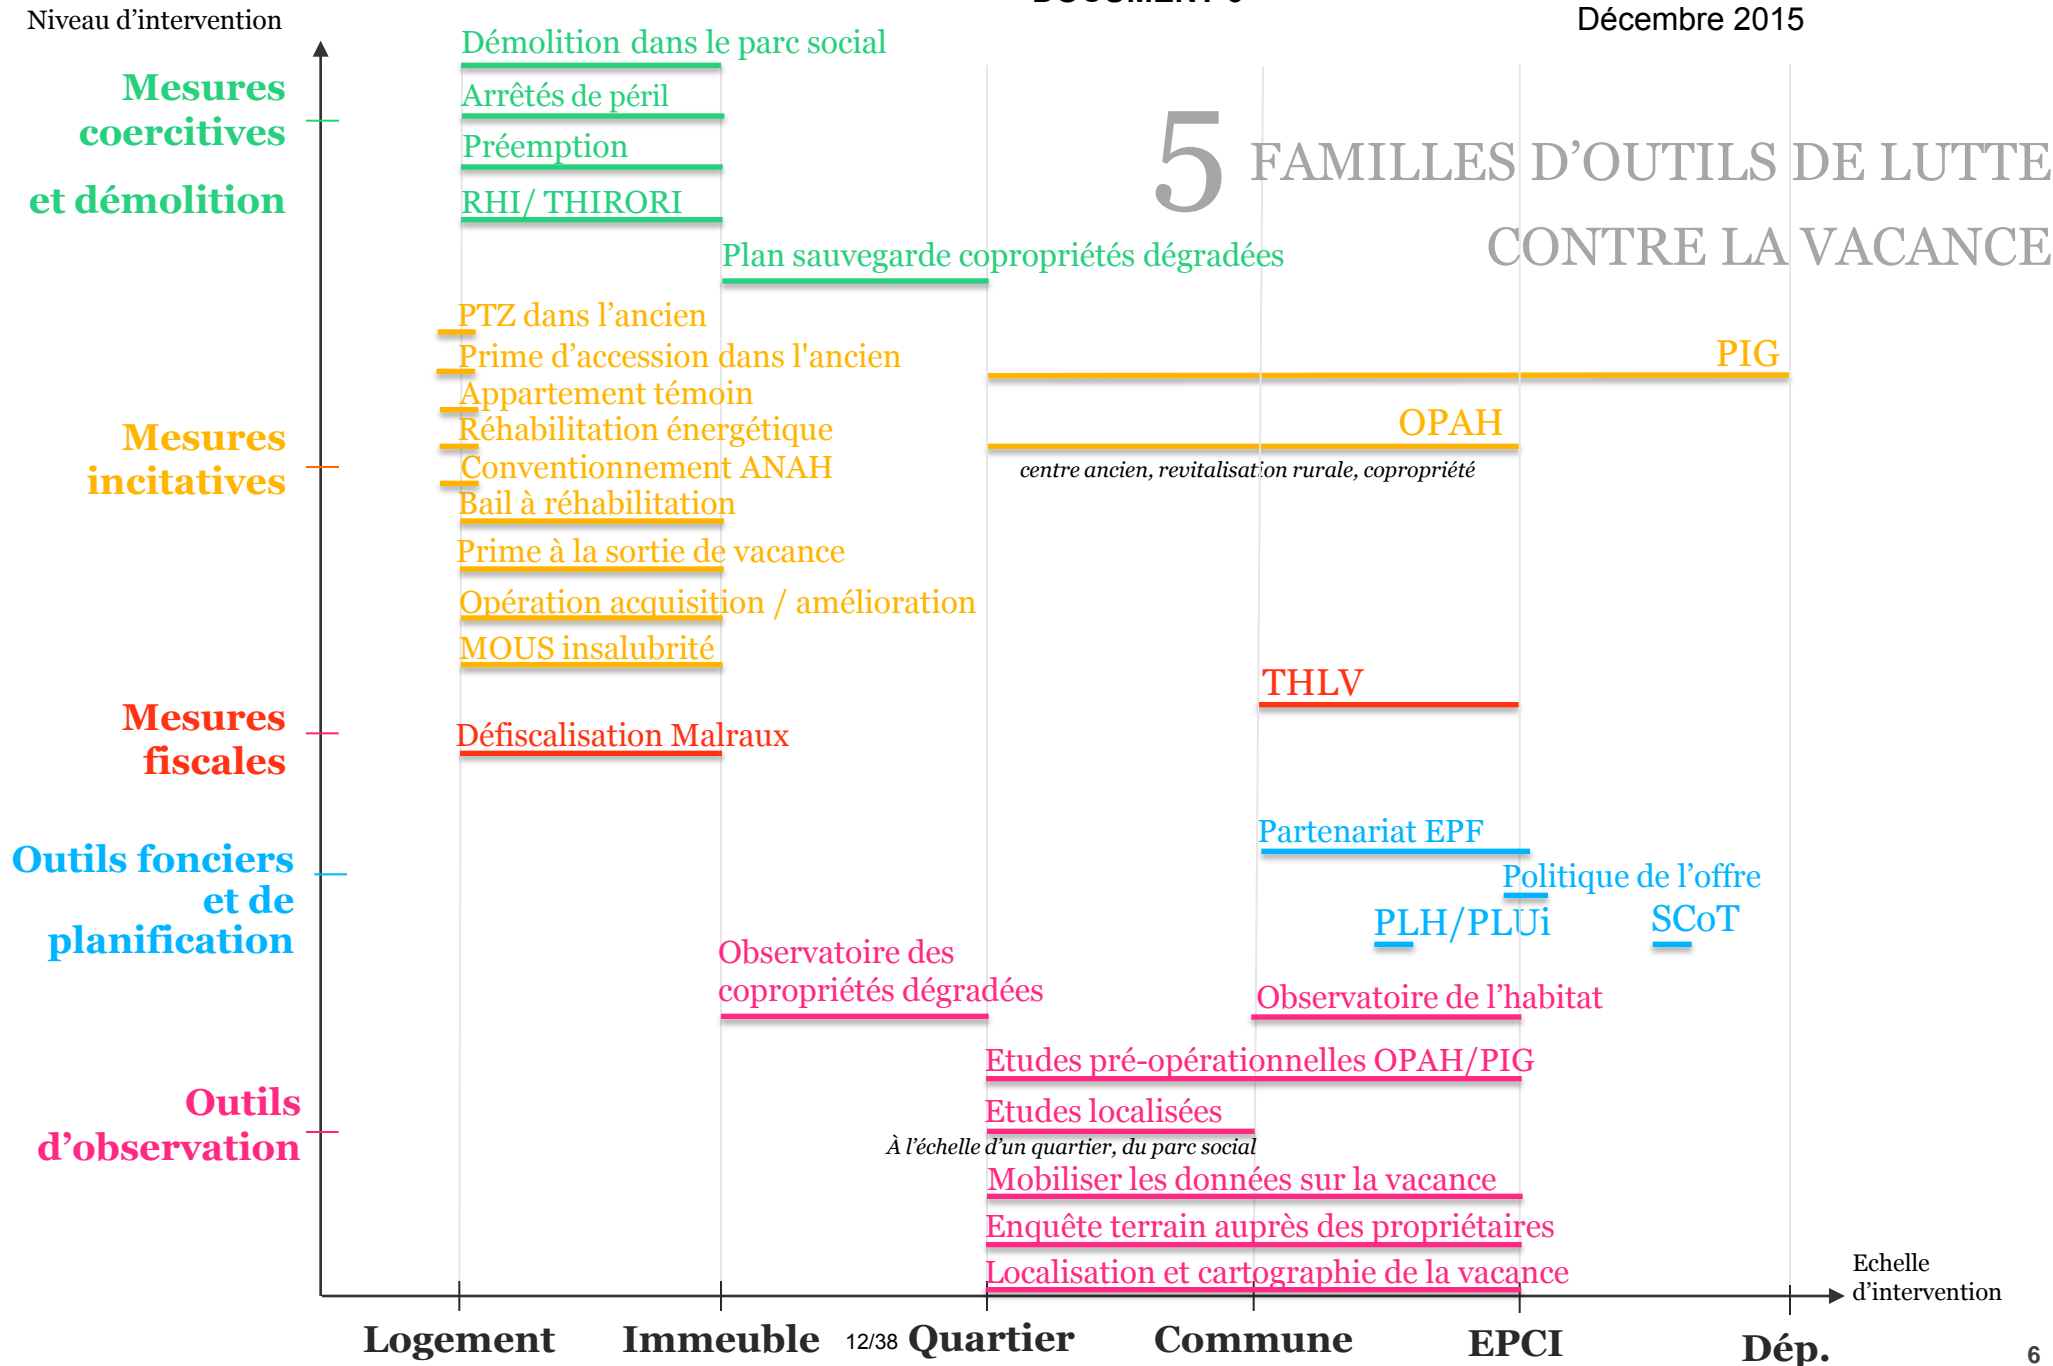 Niveau d’intervention
Décembre 2015
5 FAMILLES D’OUTILS DE LUTTE
CONTRE LA VACANCE
Mesures
coercitives
et démolition
Démolition dans le parc social
Arrêtés de péril
Préemption
RHI/ THIRORI
Plan sauvegarde copropriétés dégradées
Mesures
incitatives
PTZ dans l’ancien
Prime d’accession dans l'ancien
Appartement témoin
Réhabilitation énergétique
Conventionnement ANAH
Bail à réhabilitation
Prime à la sortie de vacance
Opération acquisition / amélioration
MOUS insalubrité
PIG
OPAH
centre ancien, revitalisation rurale, copropriété
Mesures
fiscales
THLV
Défiscalisation Malraux
Outils fonciers
et de
planification
Partenariat EPF
Politique de l’offre
PLH/PLUi
SCoT
Outils
d’observation
Observatoire des
copropriétés dégradées
Observatoire de l’habitat
Etudes pré-opérationnelles OPAH/PIG
Etudes localisées
À l’échelle d’un quartier, du parc social
Mobiliser les données sur la vacance
Enquête terrain auprès des propriétaires
Localisation et cartographie de la vacance
Echelle
d’intervention
Logement
Immeuble
12/38
Quartier
Commune
EPCI
Dép.
6